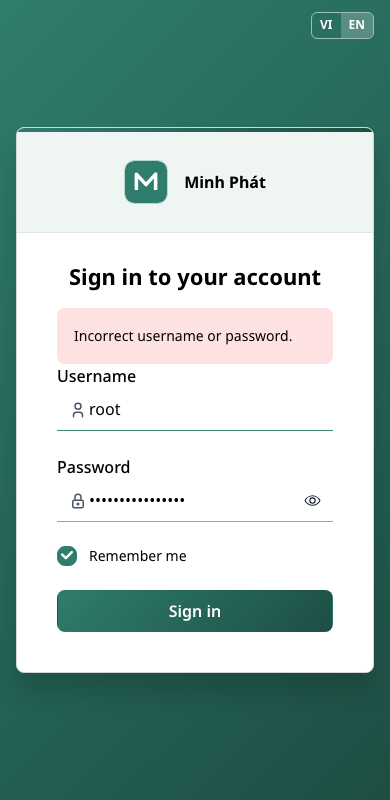 VI EN
Minh Phát
Sign in to your account
Incorrect username or password.
Username
root
Password
••••••••••••••••
Remember me
Sign in